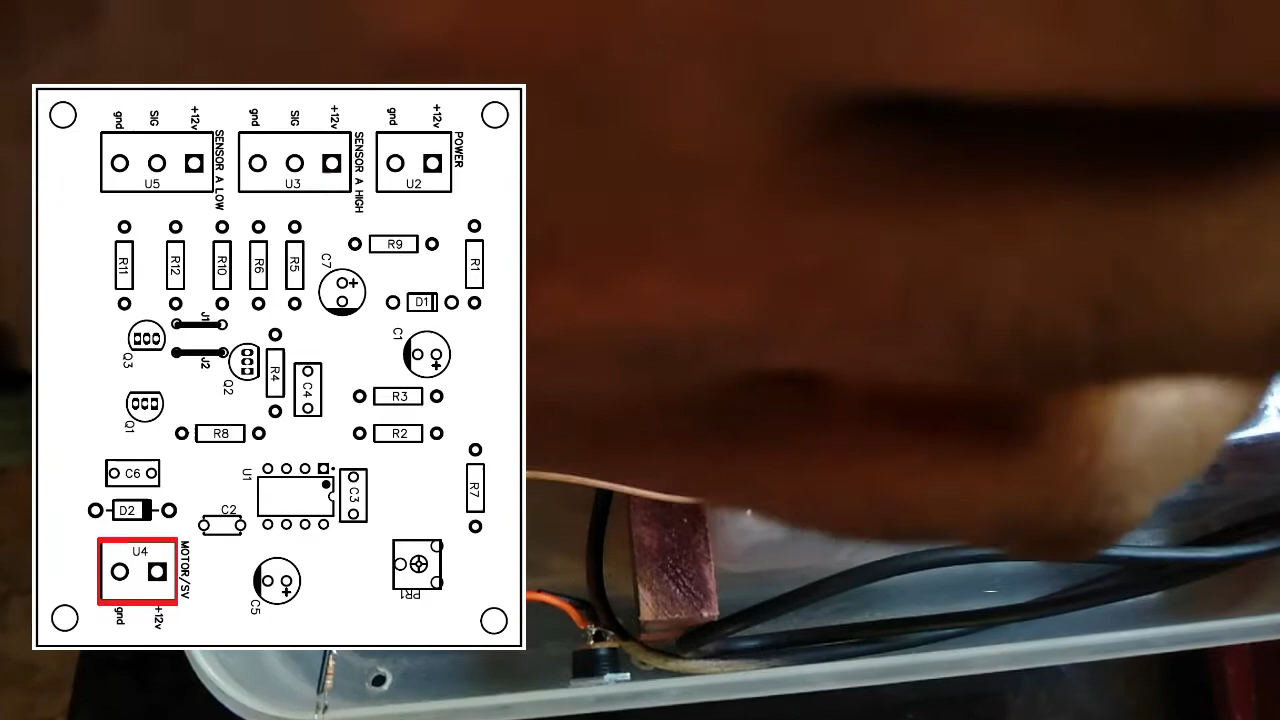 gnd SIG +12v gnd SIG +12v gnd +12v
SENSOR A LOW SENSOR A HIGH POWER
U5 U3 U2
R11 R12 R10 R6 R5 C7 R9 R1
D1
J1
Q3 J2 Q2 R4 C4 C1
R3
Q1 R8 R2
C6 U1 C3 R7
D2 C2
U4 MOTOR/SV
C5 PR1
gnd +12v